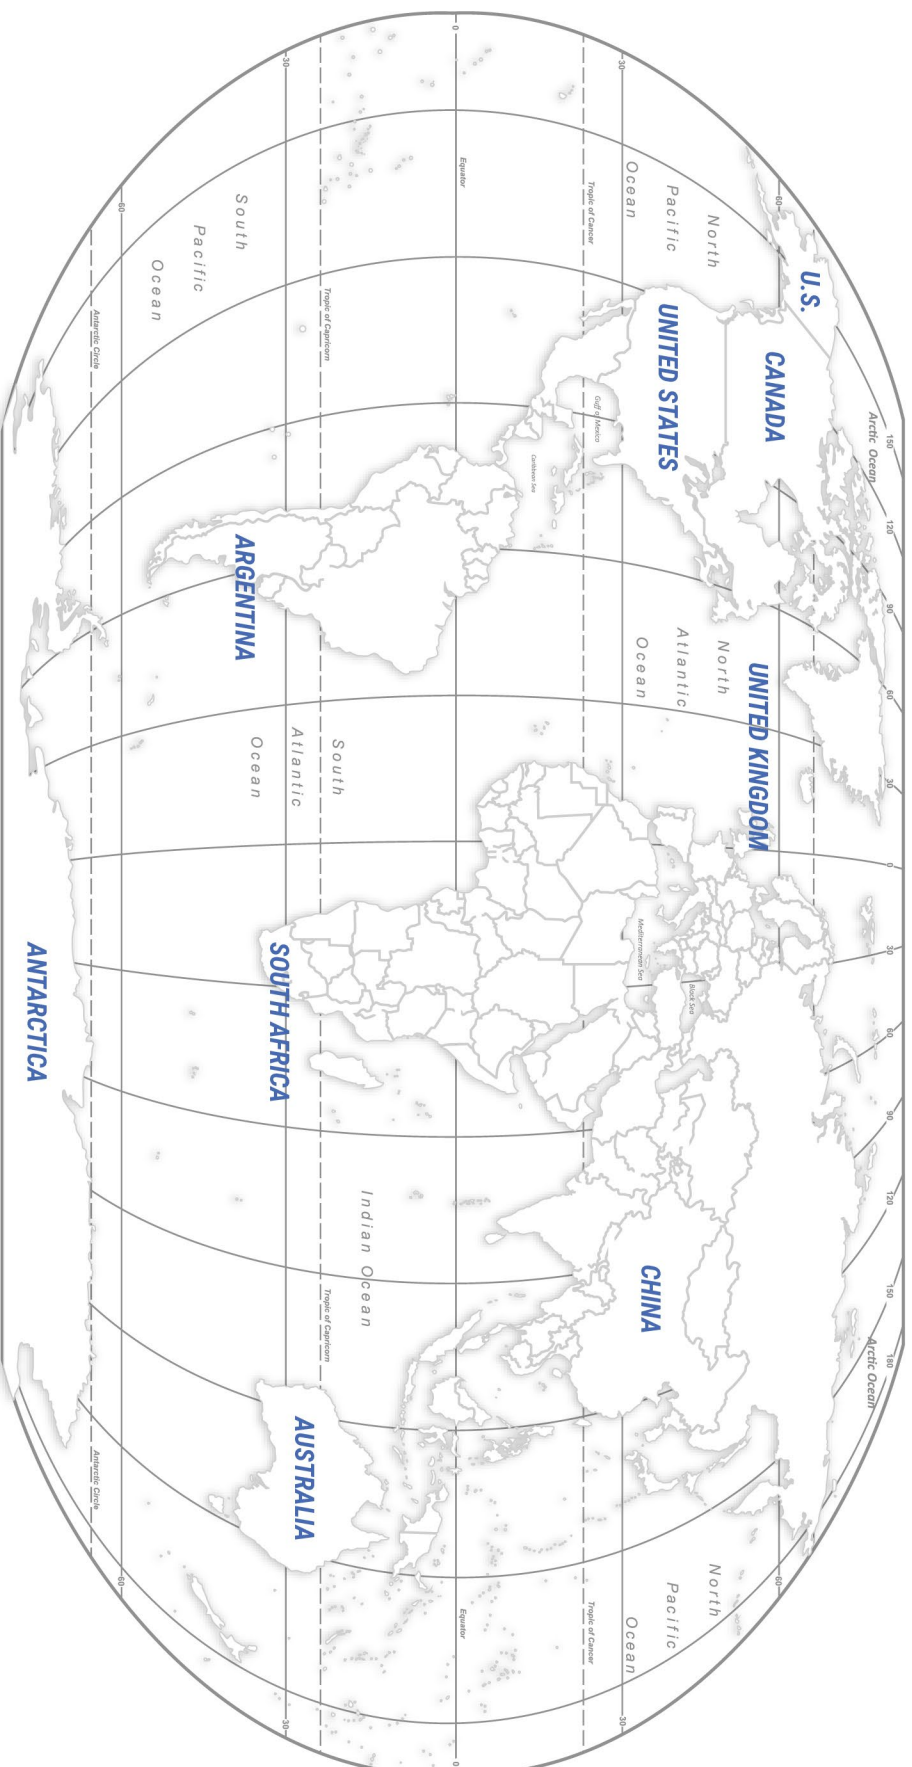 150
120
90
60
30
0
30
60
90
120
150
180
Arctic Ocean
Arctic Ocean
U.S.
CANADA
60
60
UNITED KINGDOM
North
Pacific
Ocean
UNITED STATES
North
Atlantic
Ocean
Black Sea
Mediterranean Sea
CHINA
North
Pacific
Ocean
30
30
Gulf of Mexico
Tropic of Cancer
Tropic of Cancer
Caribbean Sea
0
Equator
Equator
0
Indian Ocean
South
Atlantic
Ocean
Tropic of Capricorn
Tropic of Capricorn
AUSTRALIA
30
SOUTH AFRICA
30
ARGENTINA
South
Pacific
Ocean
60
60
Antarctic Circle
Antarctic Circle
ANTARCTICA